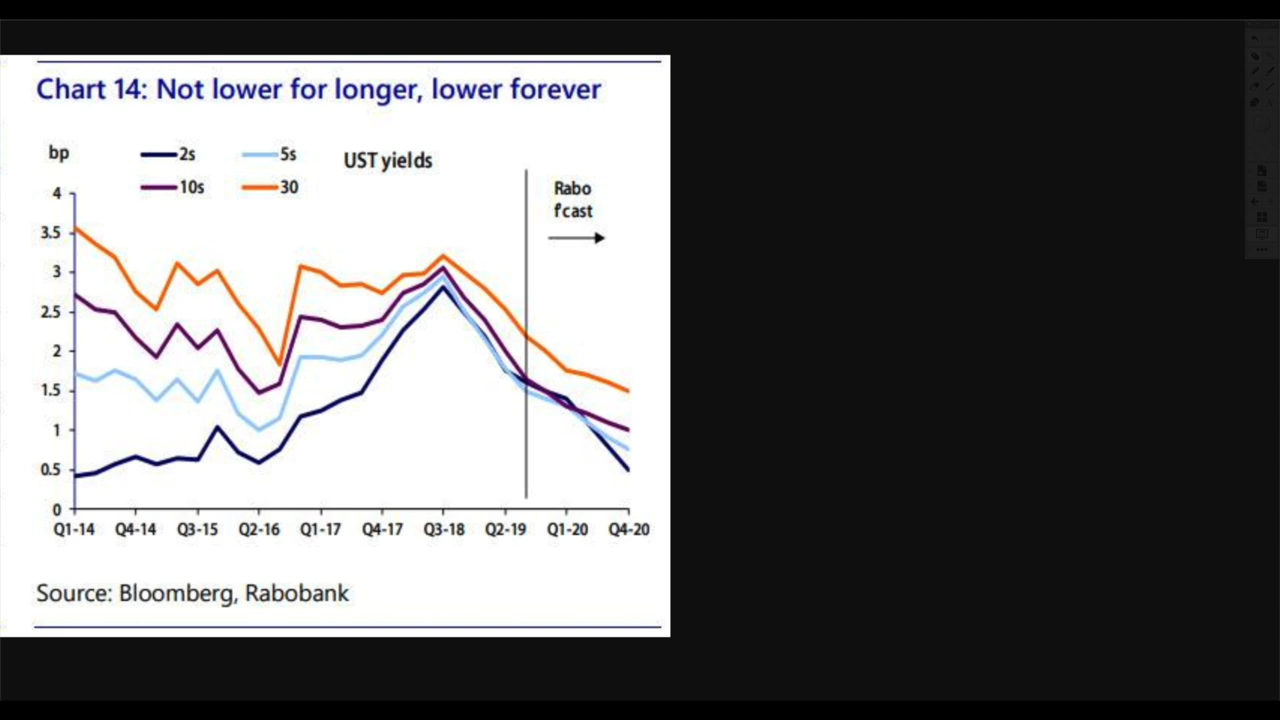 Chart 14: Not lower for longer, lower forever
bp
2s
5s
UST yields
10s
30
Rabo
f'cast
4
3.5
3
2.5
2
1.5
1
0.5
0
Q1-14 Q4-14 Q3-15 Q2-16 Q1-17 Q4-17 Q3-18 Q2-19 Q1-20 Q4-20
Source: Bloomberg, Rabobank